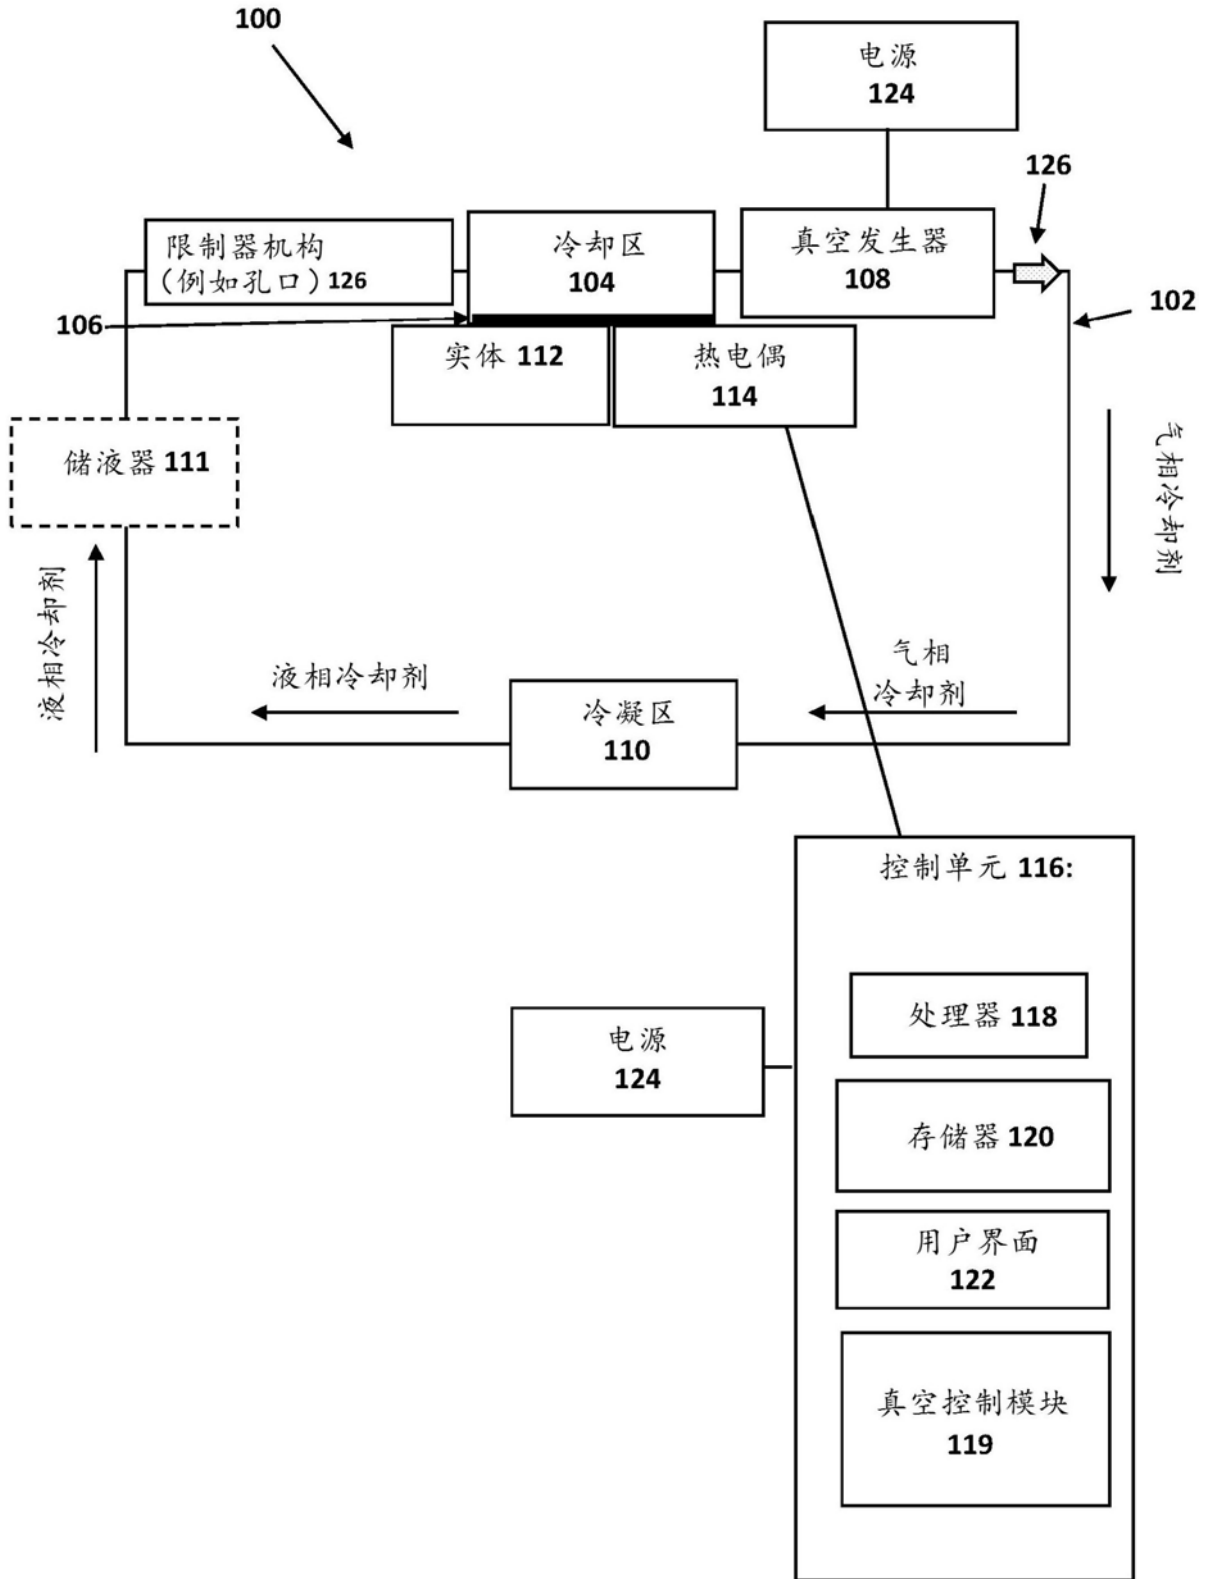 100
电源
124
126
限制器机构
（例如孔口）126
冷却区
104
真空发生器
108
102
106
实体 112
热电偶
114
储液器 111
气相冷却剂
液相冷却剂
液相冷却剂
气相
冷却剂
冷凝区
110
控制单元 116:
处理器 118
电源
124
存储器 120
用户界面
122
真空控制模块
119